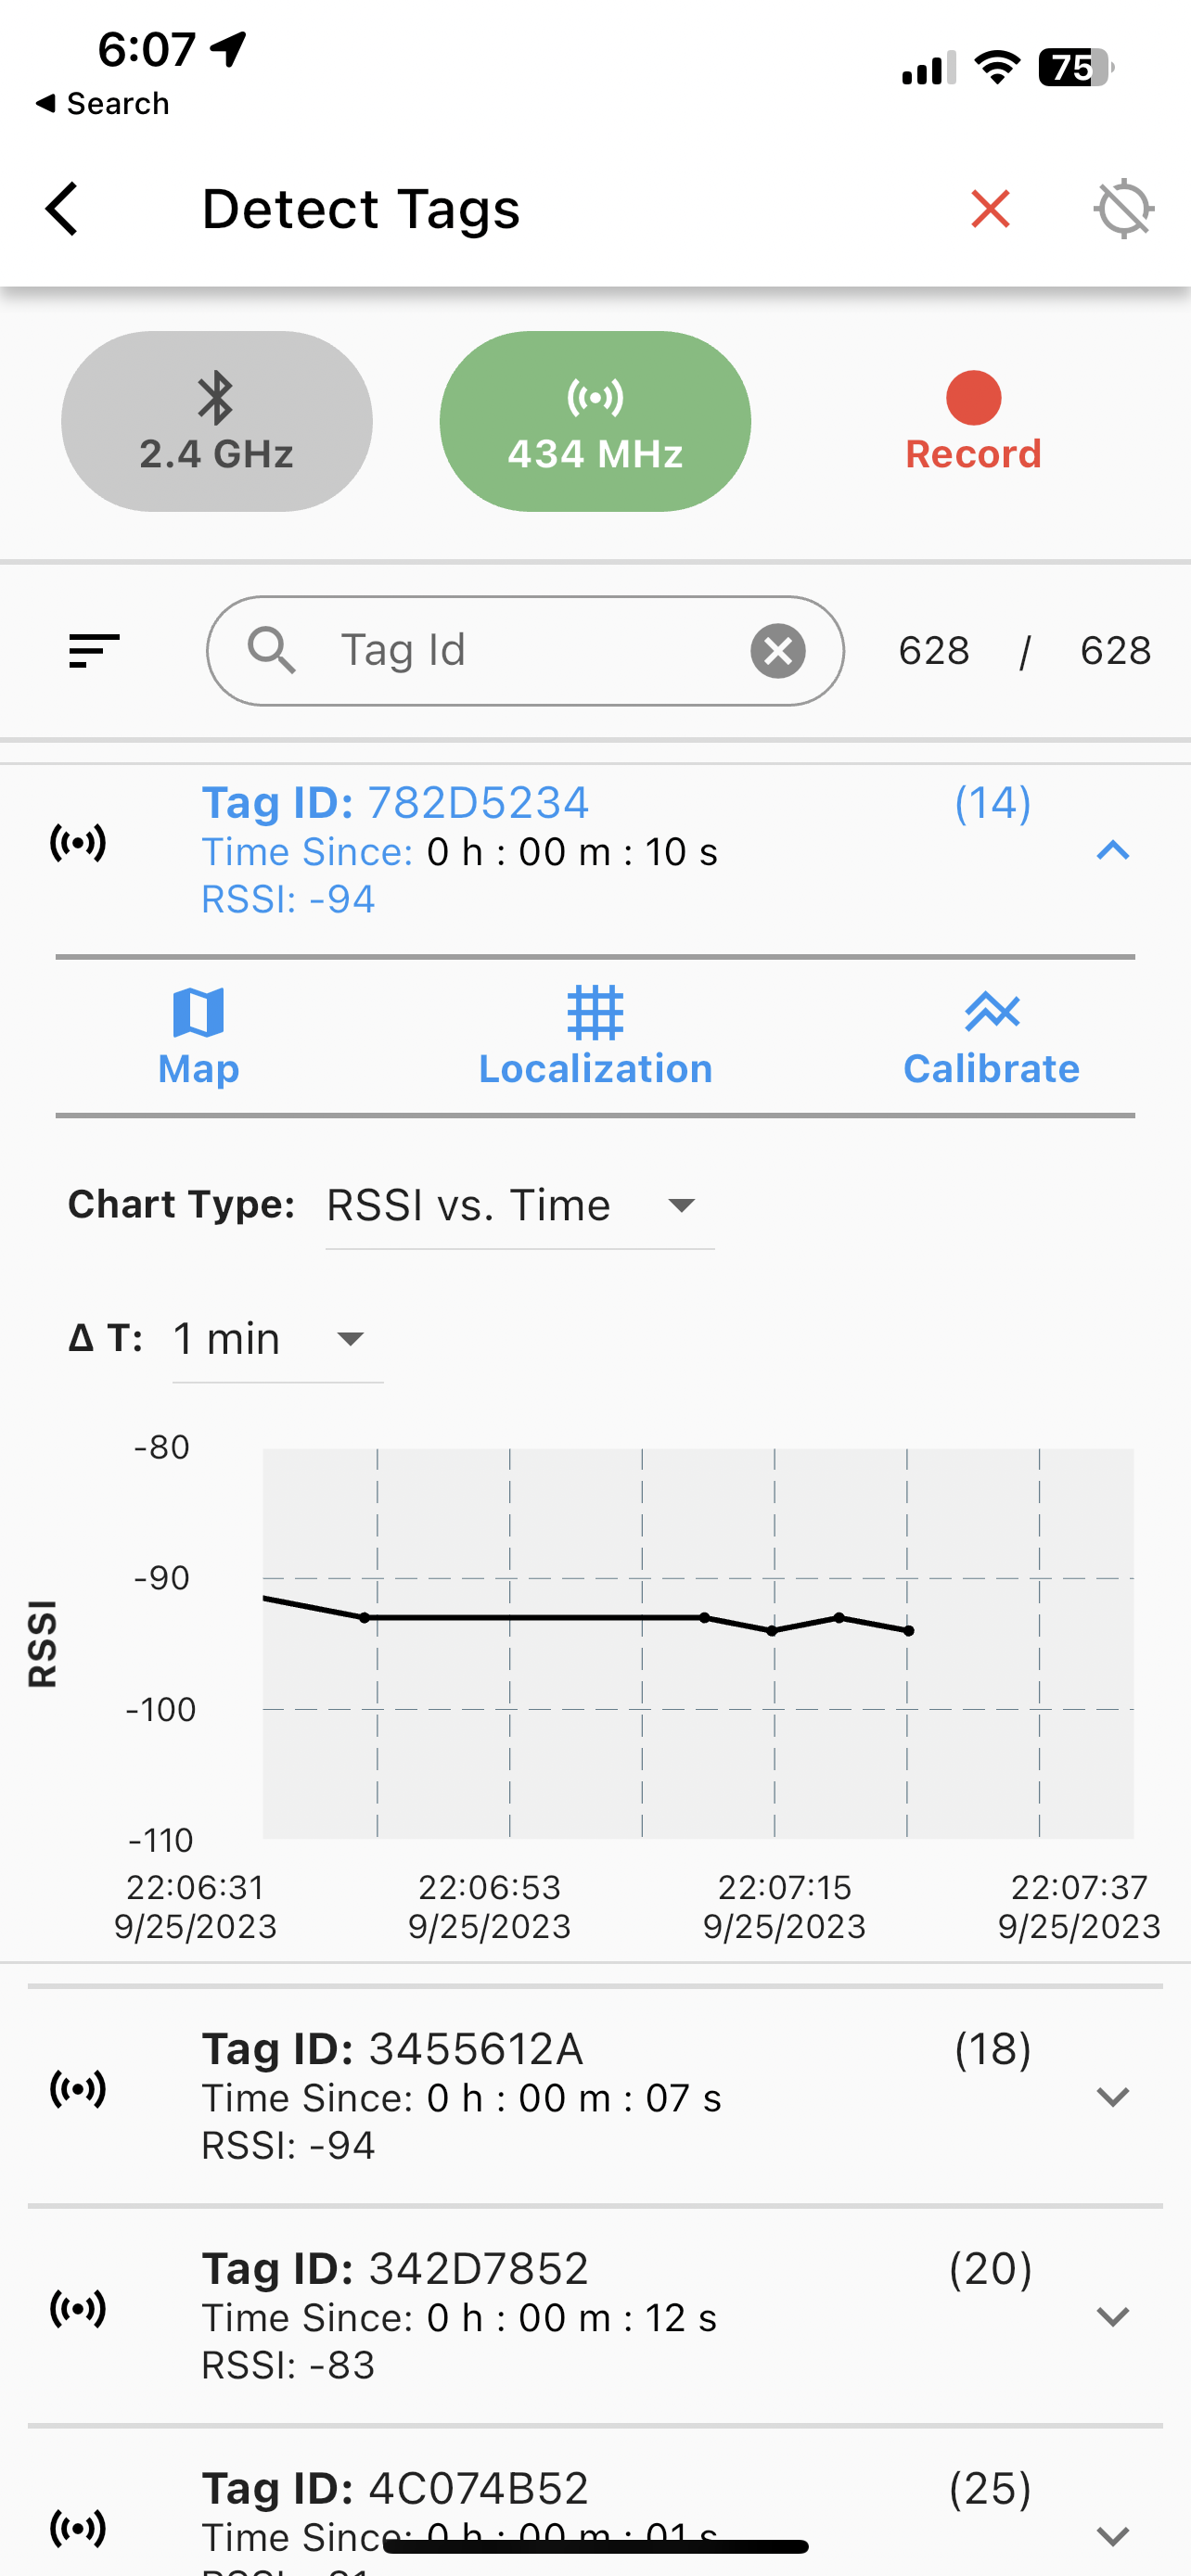 6:07
75
Search
Detect Tags
2.4 GHz
434 MHz
Record
Tag Id
628 / 628
Tag ID: 782D5234 (14)
Time Since: 0 h : 00 m : 10 s
RSSI: -94
Map
Localization
Calibrate
Chart Type: RSSI vs. Time
Δ T: 1 min
-80
-90
RSSI
-100
-110
22:06:31 22:06:53 22:07:15 22:07:37
9/25/2023 9/25/2023 9/25/2023 9/25/2023
Tag ID: 3455612A (18)
Time Since: 0 h : 00 m : 07 s
RSSI: -94
Tag ID: 342D7852 (20)
Time Since: 0 h : 00 m : 12 s
RSSI: -83
Tag ID: 4C074B52 (25)
Time Since: 0 h : 00 m : 01 s